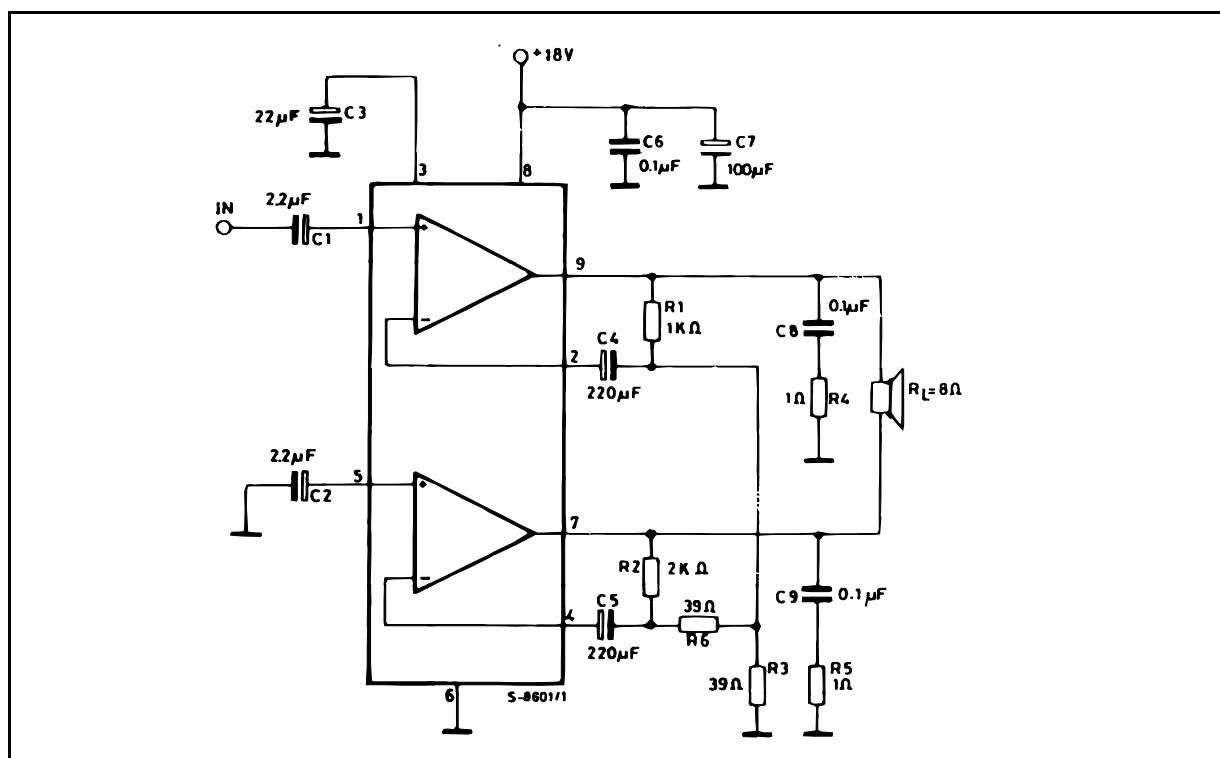 +18V
22µF
C3
C6
0.1µF
C7
100µF
3
8
IN
2.2µF
C1
1
+
−
9
R1
1KΩ
0.1µF
C8
C4
220µF
2
1Ω
R4
RL=8Ω
2.2µF
C2
5
+
−
7
R2
2KΩ
C9
0.1µF
C5
220µF
4
39Ω
R6
R3
39Ω
R5
1Ω
6
S-8601/1